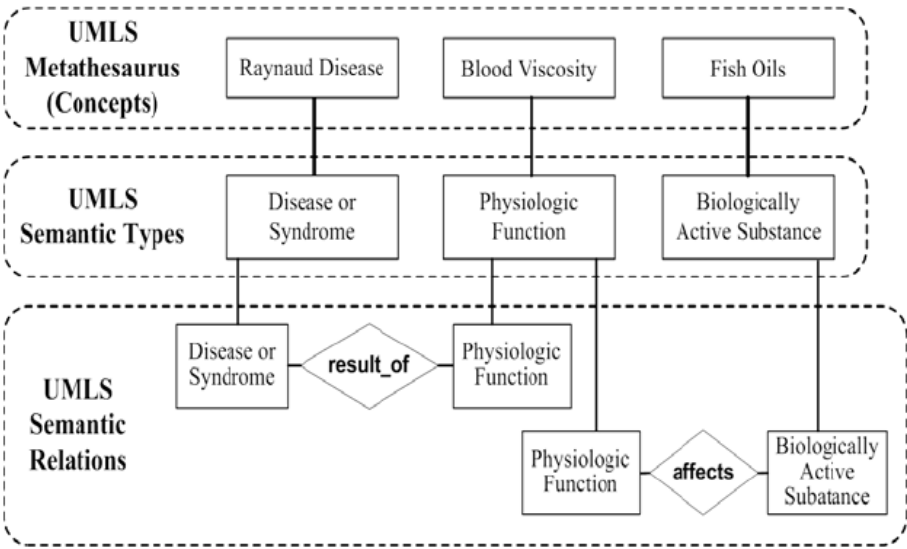 UMLS
Metathesaurus
(Concepts)
Raynaud Disease
Blood Viscosity
Fish Oils
UMLS
Semantic Types
Disease or
Syndrome
Physiologic
Function
Biologically
Active Substance
UMLS
Semantic
Relations
Disease or
Syndrome
result_of
Physiologic
Function
Physiologic
Function
affects
Biologically
Active
Subatance